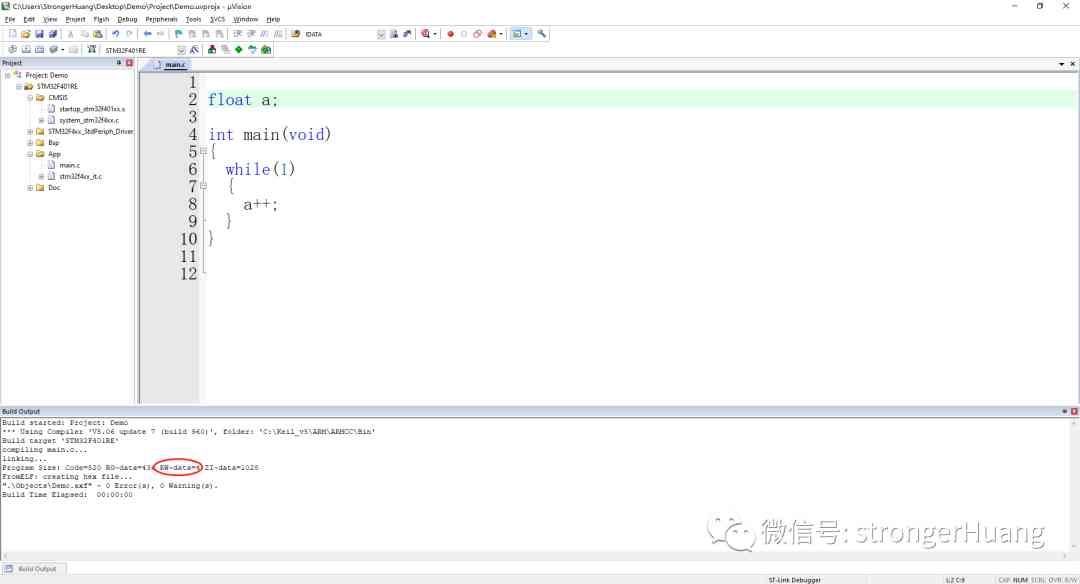 C:\Users\StrongerHuang\Desktop\Demo\Project\Demo.uvprojx - µVision
File Edit View Project Flash Debug Peripherals Tools SVCS Window Help
IDATA
STM32F401RE
Project
Project: Demo
STM32F401RE
CMSIS
startup_stm32f401xx.s
system_stm32f4xx.c
STM32F4xx_StdPeriph_Driver
Bsp
App
main.c
stm32f4xx_it.c
Doc
main.c
1
2 float a;
3
4 int main(void)
5 {
6 while(1)
7 {
8 a++;
9 }
10 }
11
12
Build Output
Build started: Project: Demo
*** Using Compiler 'V5.06 update 7 (build 960)', folder: 'C:\Keil_v5\ARM\ARMCC\Bin'
Build target 'STM32F401RE'
compiling main.c...
linking...
Program Size: Code=520 RO-data=43 RW-data=4 ZI-data=1028
FromELF: creating hex file...
".\Objects\Demo.axf" - 0 Error(s), 0 Warning(s).
Build Time Elapsed: 00:00:00
微信号: strongerHuang
Build Output
ST-Link Debugger
L:2 C:9
CAP NUM SCRL OVR R/W